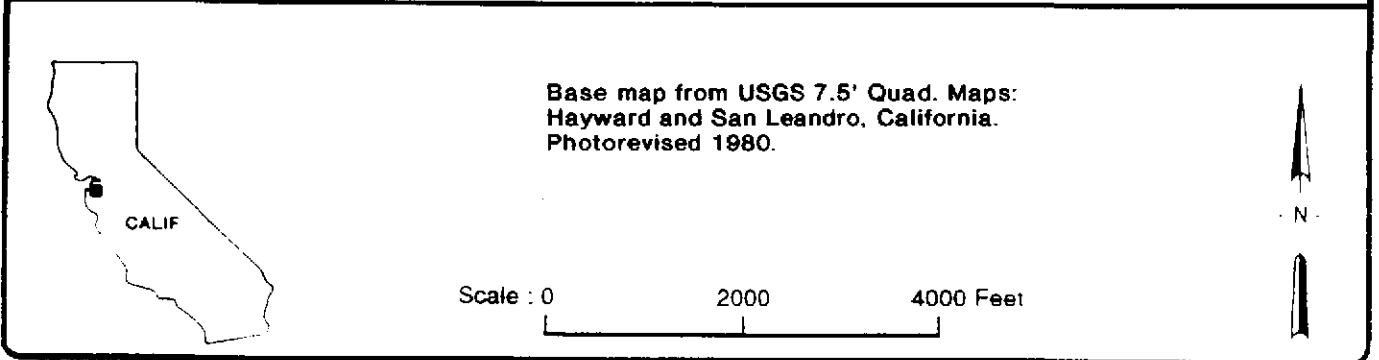 Base map from USGS 7.5' Quad. Maps:
Hayward and San Leandro, California.
Photorevised 1980.
CALIF
N
Scale : 0 2000 4000 Feet